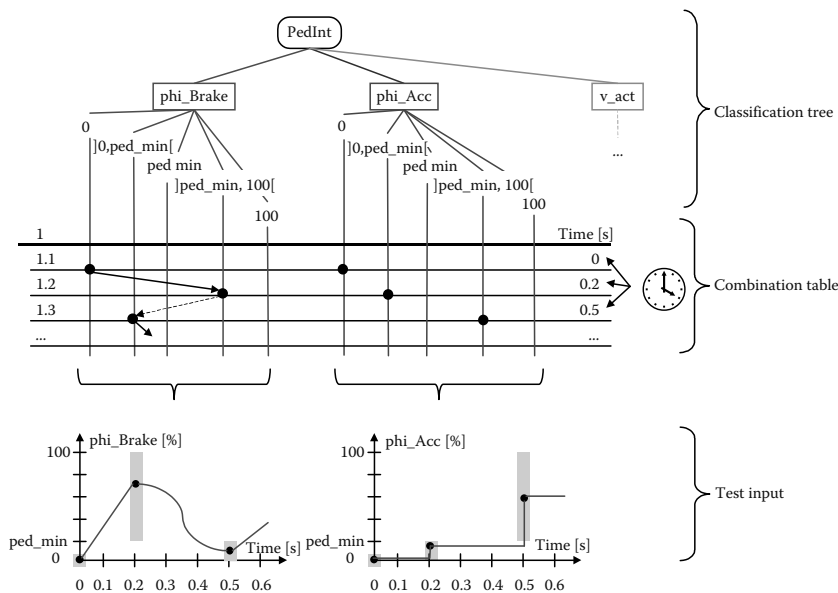 PedInt
phi_Brake
phi_Acc
v_act
Classification tree
0
]0,ped_min[
ped min
]ped_min, 100[
100
0
]0,ped_min[
ped min
]ped_min, 100[
100
...
1
Time [s]
1.1
0
1.2
0.2
1.3
0.5
...
...
Combination table
phi_Brake [%]
100
ped_min
0
Time [s]
0 0.1 0.2 0.3 0.4 0.5 0.6
phi_Acc [%]
100
ped_min
0
Time [s]
0 0.1 0.2 0.3 0.4 0.5 0.6
Test input